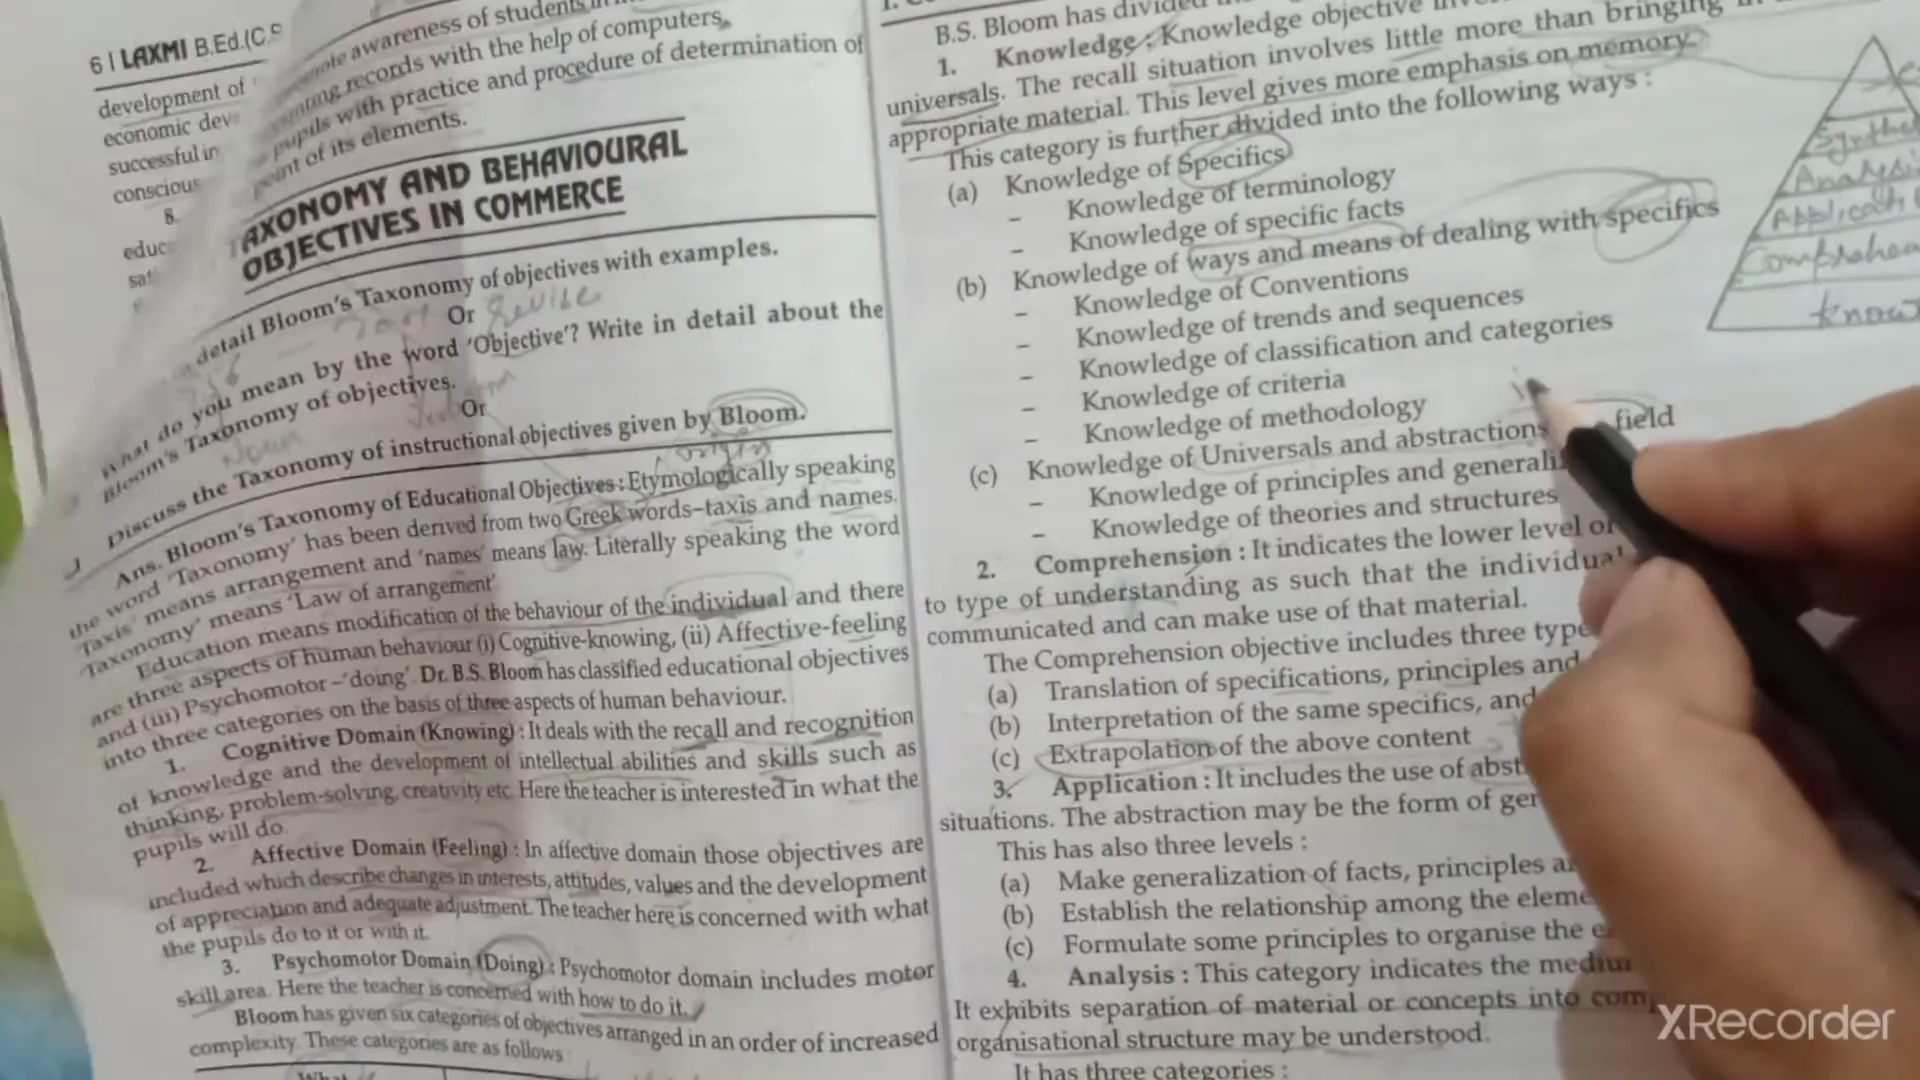 6 | LAXMI B.Ed.(C.S
development of
economic dev
successful in
conscious
8.
educ
sat
awareness of students in
records with the help of computers.
pupils with practice and procedure of determination of
point of its elements.
TAXONOMY AND BEHAVIOURAL
OBJECTIVES IN COMMERCE
detail Bloom's Taxonomy of objectives with examples.
Or
What do you mean by the word 'Objective'? Write in detail about the
Bloom's Taxonomy of objectives.
Or
Discuss the Taxonomy of instructional objectives given by Bloom.
origin
Ans. Bloom's Taxonomy of Educational Objectives : Etymologically speaking
the word 'Taxonomy' has been derived from two Greek words–taxis and names.
'Taxis' means arrangement and 'names' means law. Literally speaking the word
'Taxonomy' means 'Law of arrangement'
Education means modification of the behaviour of the individual and there
are three aspects of human behaviour (i) Cognitive-knowing, (ii) Affective-feeling
and (iii) Psychomotor –'doing'. Dr. B.S. Bloom has classified educational objectives
into three categories on the basis of three aspects of human behaviour.
1. Cognitive Domain (Knowing) : It deals with the recall and recognition
of knowledge and the development of intellectual abilities and skills such as
thinking, problem-solving, creativity etc. Here the teacher is interested in what the
pupils will do.
2. Affective Domain (Feeling) : In affective domain those objectives are
included which describe changes in interests, attitudes, values and the development
of appreciation and adequate adjustment. The teacher here is concerned with what
the pupils do to it or with it.
3. Psychomotor Domain (Doing) : Psychomotor domain includes motor
skill area. Here the teacher is concerned with how to do it.
Bloom has given six categories of objectives arranged in an order of increased
complexity. These categories are as follows
What
B.S. Bloom has divided
1. Knowledge : Knowledge objective
universals. The recall situation involves little more than bringing
appropriate material. This level gives more emphasis on memory.
This category is further divided into the following ways :
(a) Knowledge of Specifics
– Knowledge of terminology
– Knowledge of specific facts
(b) Knowledge of ways and means of dealing with specifics
– Knowledge of Conventions
– Knowledge of trends and sequences
– Knowledge of classification and categories
– Knowledge of criteria
– Knowledge of methodology
(c) Knowledge of Universals and abstractions field
– Knowledge of principles and generali
– Knowledge of theories and structures
2. Comprehension : It indicates the lower level of
to type of understanding as such that the individual
communicated and can make use of that material.
The Comprehension objective includes three type
(a) Translation of specifications, principles and
(b) Interpretation of the same specifics, and
(c) Extrapolation of the above content
3. Application : It includes the use of abst
situations. The abstraction may be the form of gen
This has also three levels :
(a) Make generalization of facts, principles a
(b) Establish the relationship among the eleme
(c) Formulate some principles to organise the e
4. Analysis : This category indicates the medium
It exhibits separation of material or concepts into com
organisational structure may be understood.
It has three categories :
Synthe
Analysi
Applicati
Comprehen
Know
XRecorder